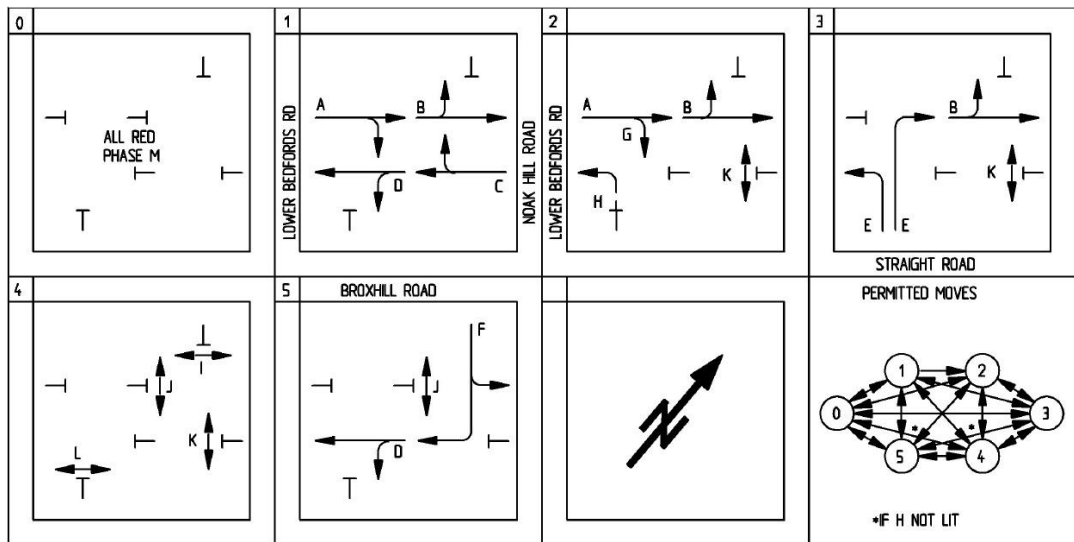 0
ALL RED
PHASE M
1
LOWER BEDFORDS RD
A
B
D
C
NOAK HILL ROAD
2
LOWER BEDFORDS RD
A
B
G
H
K
3
B
K
E
E
STRAIGHT ROAD
4
I
J
K
L
5
BROXHILL ROAD
F
J
D
N
PERMITTED MOVES
1
2
0
3
*
*
5
4
*IF H NOT LIT